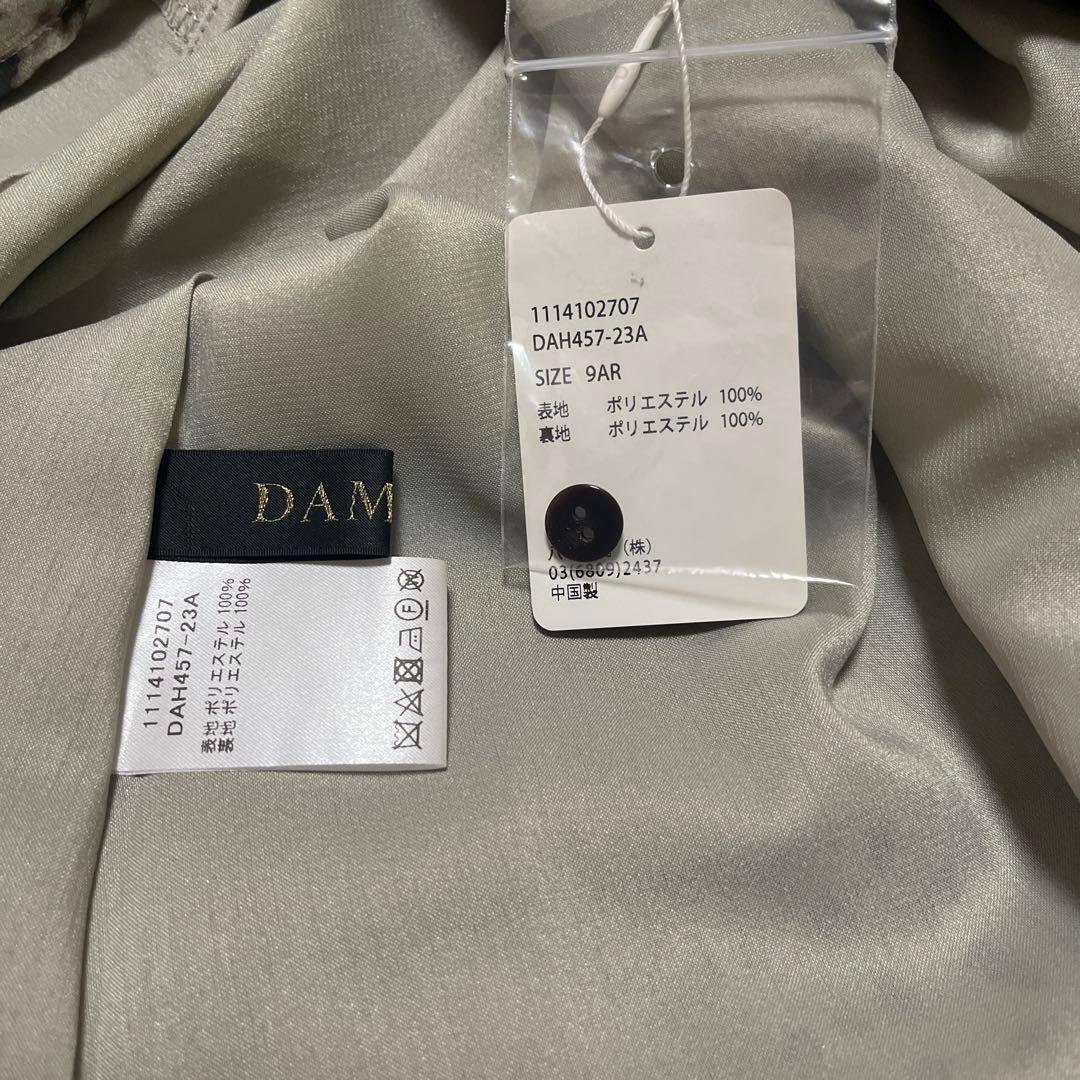 1114102707
DAH457-23A
SIZE 9AR
表地 ポリエステル 100%
裏地 ポリエステル 100%
(株)
03(6809)2437
中国製
DAM
1114102707
DAH457-23A
表地 ポリエステル 100%
裏地 ポリエステル 100%